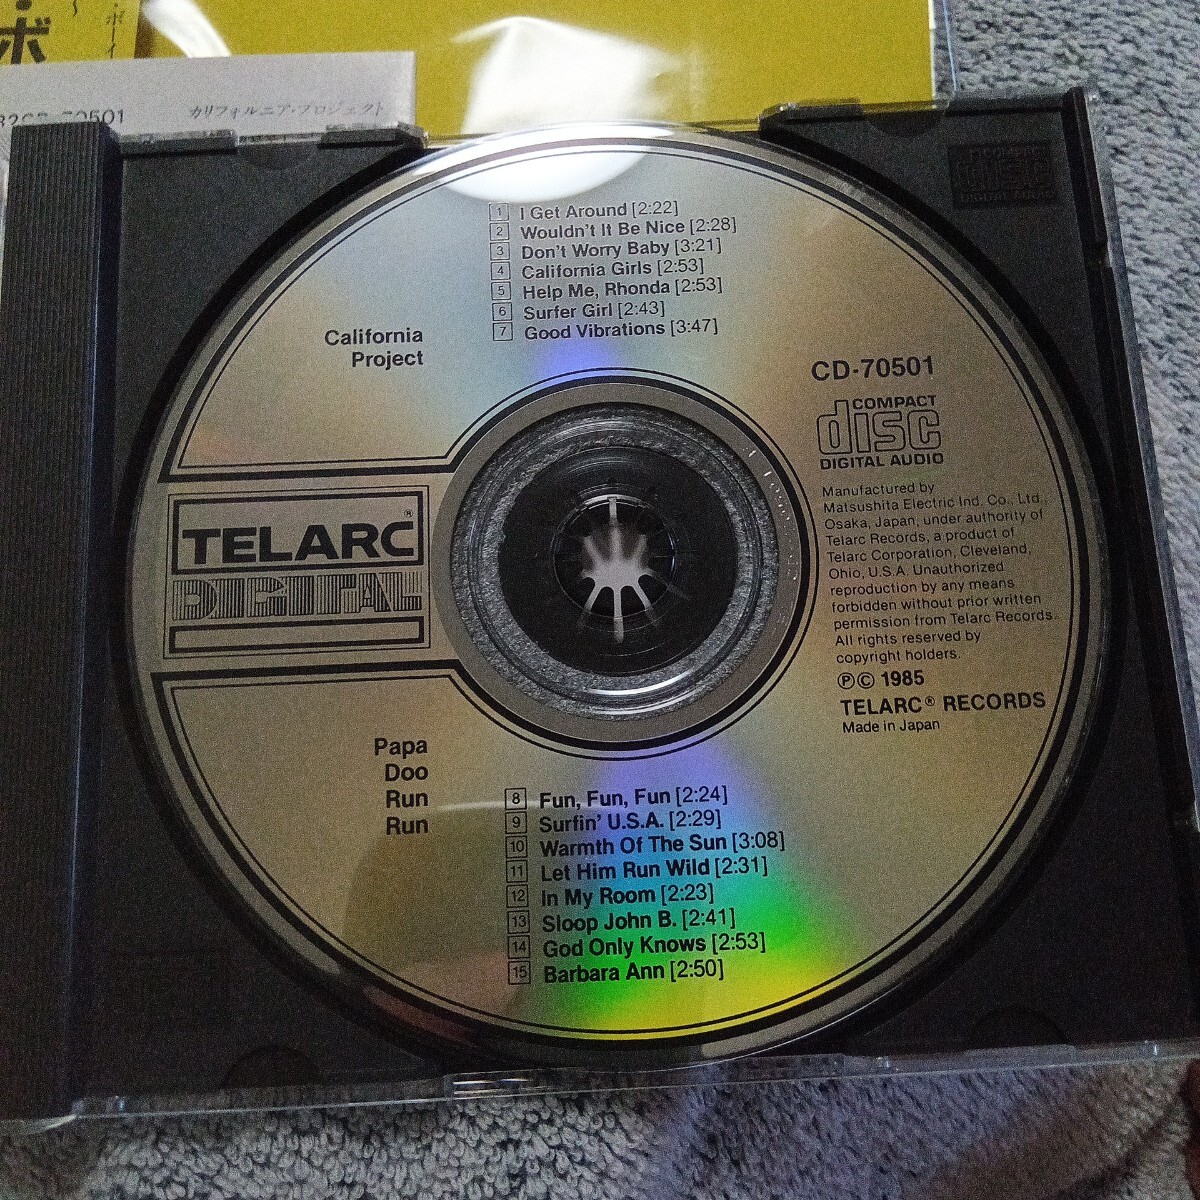 ボ
ボーイ
70501
カリフォルニア・プロジェクト
1 I Get Around [2:22]
2 Wouldn't It Be Nice [2:28]
3 Don't Worry Baby [3:21]
4 California Girls [2:53]
5 Help Me, Rhonda [2:53]
6 Surfer Girl [2:43]
7 Good Vibrations [3:47]
California
Project
CD-70501
COMPACT
disc
DIGITAL AUDIO
TELARC®
DIGITAL
Manufactured by
Matsushita Electric Ind. Co., Ltd.,
Osaka, Japan, under authority of
Telarc Records, a product of
Telarc Corporation, Cleveland,
Ohio, U.S.A. Unauthorized
reproduction by any means
forbidden without prior written
permission from Telarc Records.
All rights reserved by
copyright holders.
℗© 1985
TELARC® RECORDS
Made in Japan
Papa
Doo
Run
Run
8 Fun, Fun, Fun [2:24]
9 Surfin' U.S.A. [2:29]
10 Warmth Of The Sun [3:08]
11 Let Him Run Wild [2:31]
12 In My Room [2:23]
13 Sloop John B. [2:41]
14 God Only Knows [2:53]
15 Barbara Ann [2:50]